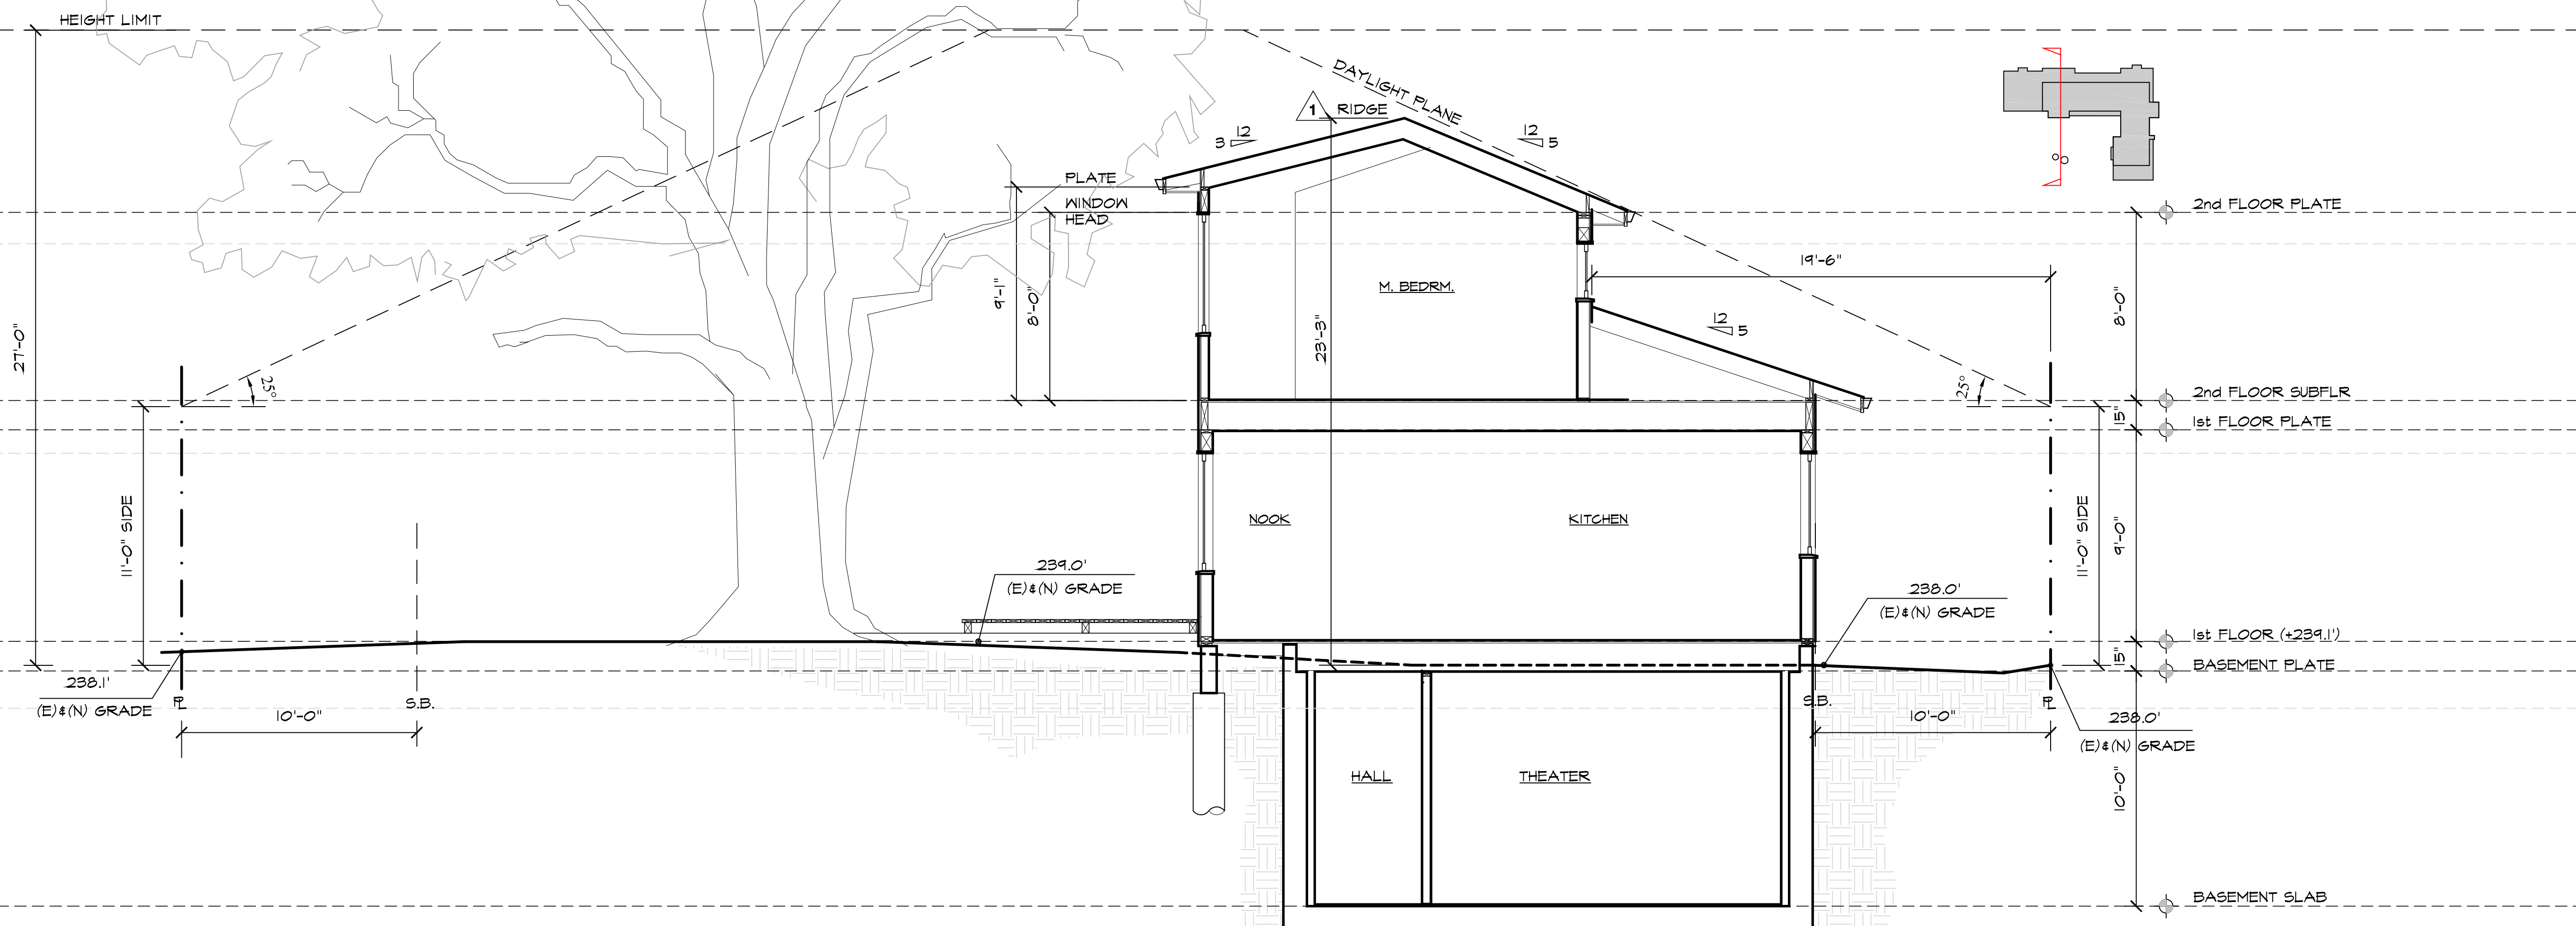 HEIGHT LIMIT
DAYLIGHT PLANE
1 RIDGE
12
3
12
5
PLATE
WINDOW
HEAD
2nd FLOOR PLATE
19'-6"
M. BEDRM.
9'-1"
8'-0"
23'-3"
12
5
8'-0"
27'-0"
25°
25°
2nd FLOOR SUBFLR
15"
1st FLOOR PLATE
11'-0" SIDE
NOOK
KITCHEN
11'-0" SIDE
9'-0"
239.0'
(E)&(N) GRADE
238.0'
(E)&(N) GRADE
1st FLOOR (+239.1')
15"
BASEMENT PLATE
238.1'
(E)&(N) GRADE
PL
S.B.
10'-0"
S.B.
PL
10'-0"
238.0'
(E)&(N) GRADE
HALL
THEATER
10'-0"
BASEMENT SLAB